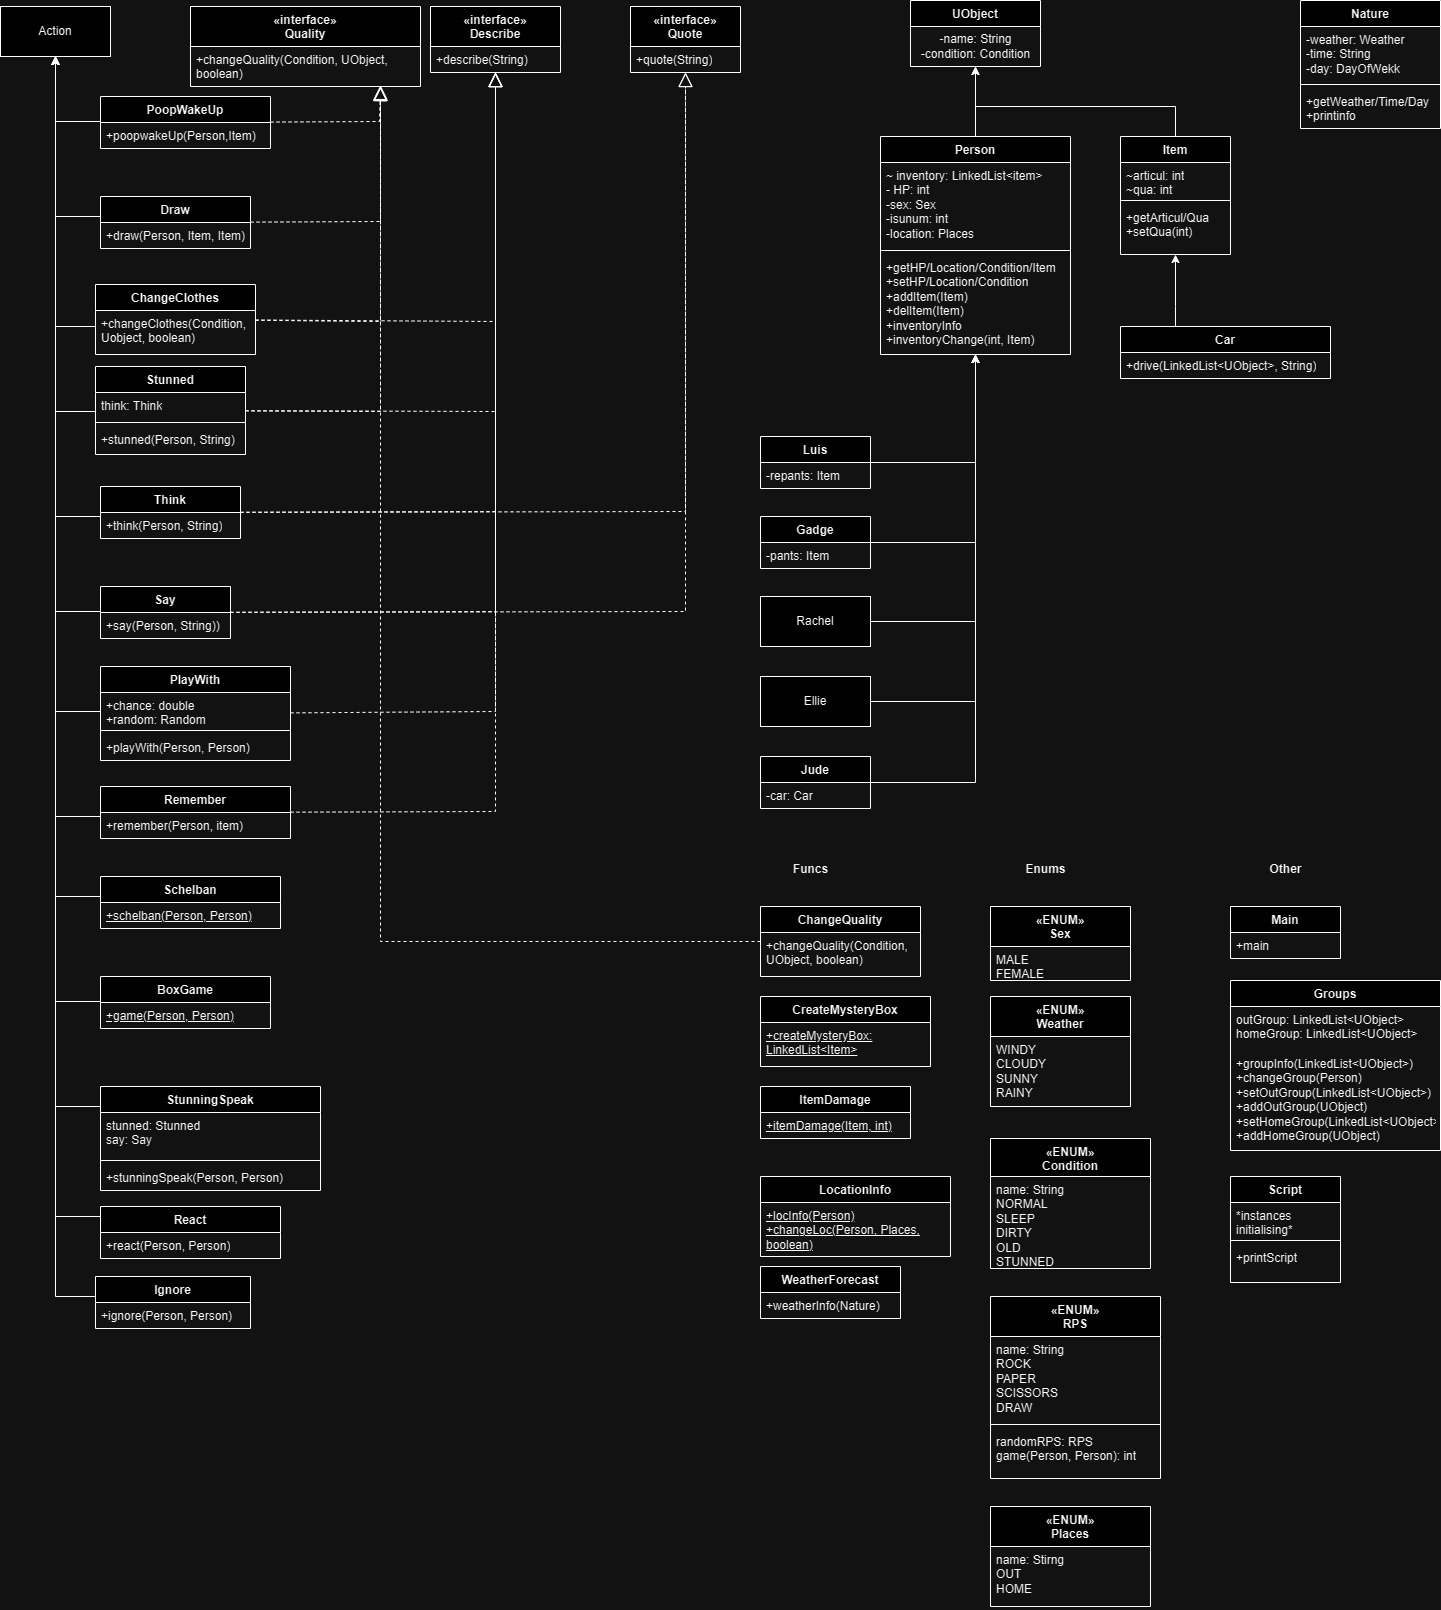 Action
«interface»
Quality
+changeQuality(Condition, UObject,
boolean)
«interface»
Describe
+describe(String)
«interface»
Quote
+quote(String)
UObject
-name: String
-condition: Condition
Nature
-weather: Weather
-time: String
-day: DayOfWekk
+getWeather/Time/Day
+printinfo
PoopWakeUp
+poopwakeUp(Person,Item)
Draw
+draw(Person, Item, Item)
ChangeClothes
+changeClothes(Condition,
Uobject, boolean)
Stunned
think: Think
+stunned(Person, String)
Think
+think(Person, String)
Say
+say(Person, String))
PlayWith
+chance: double
+random: Random
+playWith(Person, Person)
Remember
+remember(Person, item)
Schelban
+schelban(Person, Person)
BoxGame
+game(Person, Person)
StunningSpeak
stunned: Stunned
say: Say
+stunningSpeak(Person, Person)
React
+react(Person, Person)
Ignore
+ignore(Person, Person)
Person
~ inventory: LinkedList<item>
- HP: int
-sex: Sex
-isunum: int
-location: Places
+getHP/Location/Condition/Item
+setHP/Location/Condition
+addItem(Item)
+delItem(Item)
+inventoryInfo
+inventoryChange(int, Item)
Item
~articul: int
~qua: int
+getArticul/Qua
+setQua(int)
Car
+drive(LinkedList<UObject>, String)
Luis
-repants: Item
Gadge
-pants: Item
Rachel
Ellie
Jude
-car: Car
Funcs
ChangeQuality
+changeQuality(Condition,
UObject, boolean)
CreateMysteryBox
+createMysteryBox:
LinkedList<Item>
ItemDamage
+itemDamage(Item, int)
LocationInfo
+locInfo(Person)
+changeLoc(Person, Places,
boolean)
WeatherForecast
+weatherInfo(Nature)
Enums
«ENUM»
Sex
MALE
FEMALE
«ENUM»
Weather
WINDY
CLOUDY
SUNNY
RAINY
«ENUM»
Condition
name: String
NORMAL
SLEEP
DIRTY
OLD
STUNNED
«ENUM»
RPS
name: String
ROCK
PAPER
SCISSORS
DRAW
randomRPS: RPS
game(Person, Person): int
«ENUM»
Places
name: Stirng
OUT
HOME
Other
Main
+main
Groups
outGroup: LinkedList<UObject>
homeGroup: LinkedList<UObject>
+groupInfo(LinkedList<UObject>)
+changeGroup(Person)
+setOutGroup(LinkedList<UObject>)
+addOutGroup(UObject)
+setHomeGroup(LinkedList<UObject>
+addHomeGroup(UObject)
Script
*instances
initialising*
+printScript